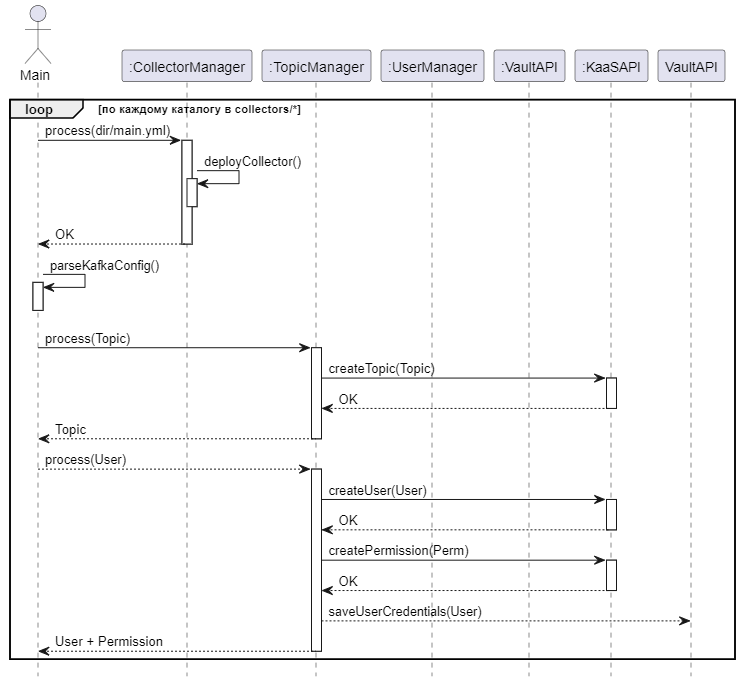 Main
:CollectorManager
:TopicManager
:UserManager
:VaultAPI
:KaaSAPI
VaultAPI
loop
[по каждому каталогу в collectors/*]
process(dir/main.yml)
deployCollector()
OK
parseKafkaConfig()
process(Topic)
createTopic(Topic)
OK
Topic
process(User)
createUser(User)
OK
createPermission(Perm)
OK
saveUserCredentials(User)
User + Permission